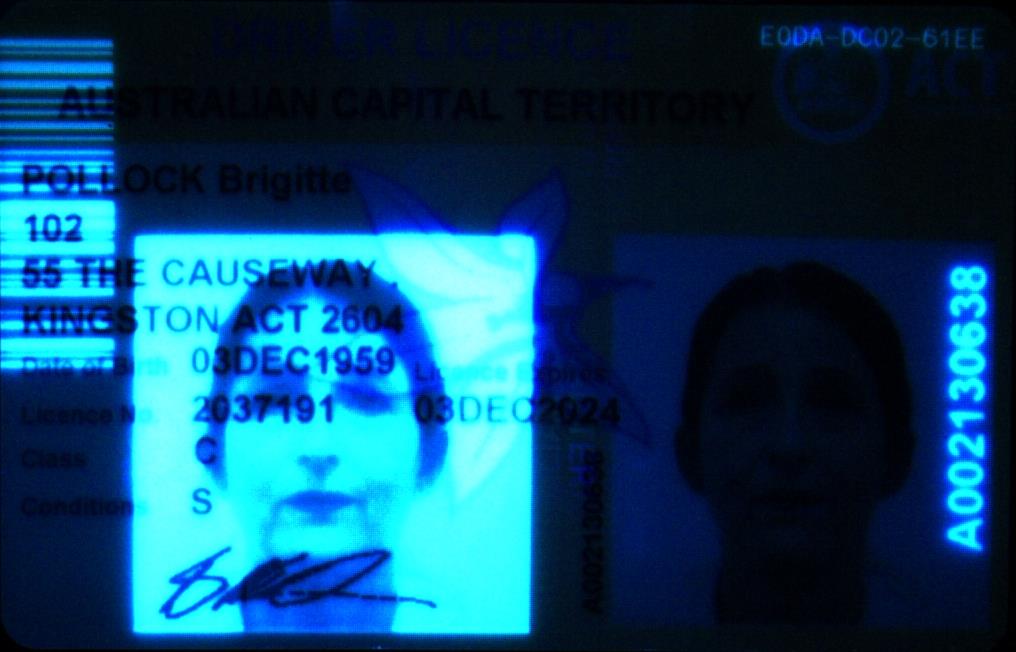 DRIVER LICENCE
E0DA-DC02-61EE
ACT
AUSTRALIAN CAPITAL TERRITORY
POLLOCK Brigitte
102
55 THE CAUSEWAY,
KINGSTON ACT 2604
Date of Birth 03DEC1959 Licence Expires
Licence No. 2037191 03DEC2024
Class C
Conditions S
A002130638
A002130638